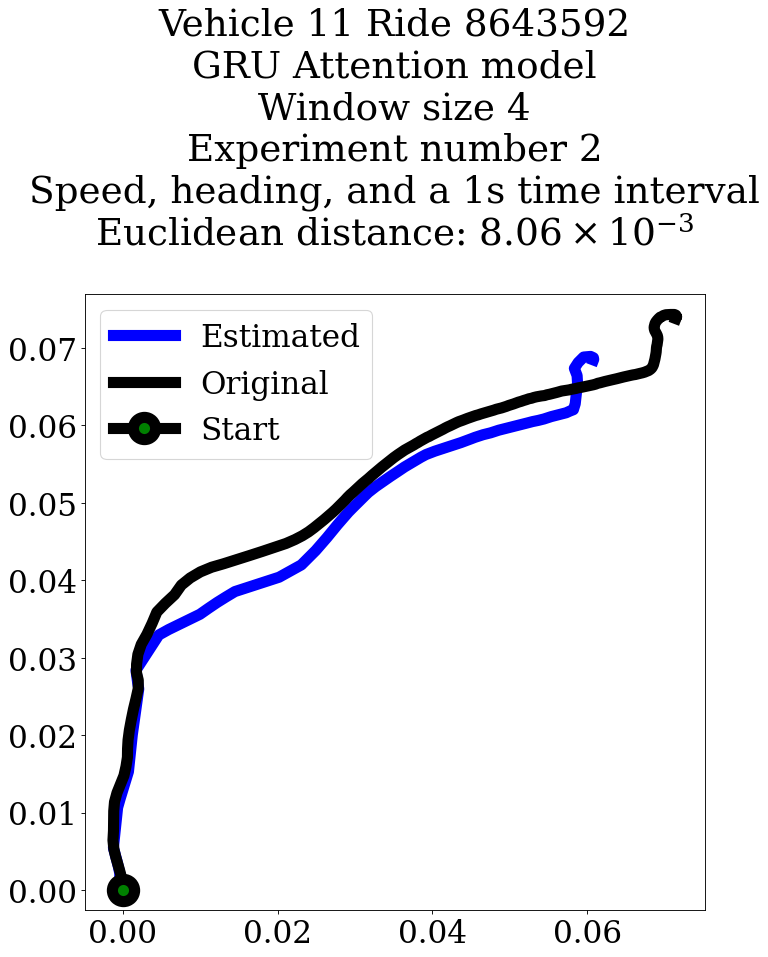 Vehicle 11 Ride 8643592
GRU Attention model
Window size 4
Experiment number 2
Speed, heading, and a 1s time interval
Euclidean distance: 8.06 × 10⁻³
Estimated
Original
Start
0.07
0.06
0.05
0.04
0.03
0.02
0.01
0.00
0.00 0.02 0.04 0.06